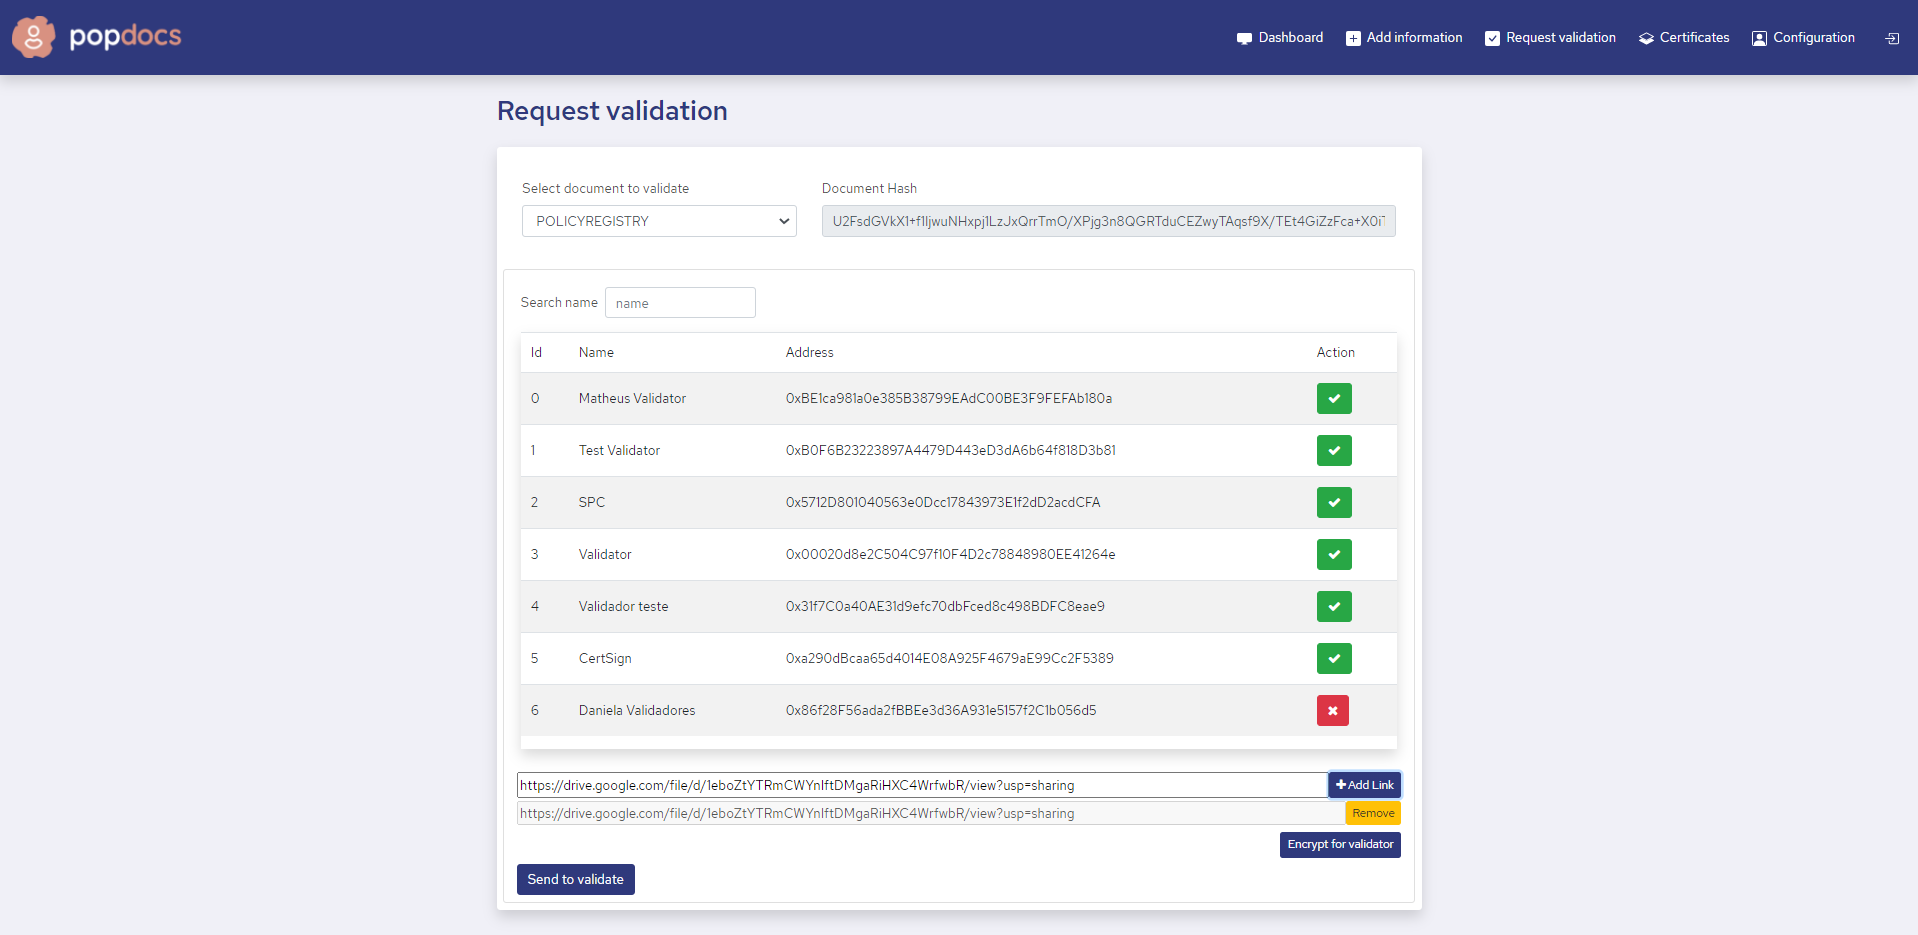 popdocs
Dashboard
Add information
Request validation
Certificates
Configuration
Request validation
Select document to validate
Document Hash
POLICYREGISTRY
U2FsdGVkX1+f1IjwuNHxpj1LzJxQrrTmO/XPjg3n8QGRTduCEZwyTAqsf9X/TEt4GiZzFca+X0i
Search name
name
Id Name Address Action
0 Matheus Validator 0xBE1ca981a0e385B38799EAdC00BE3F9FEFAb180a
1 Test Validator 0xB0F6B23223897A4479D443eD3dA6b64f818D3b81
2 SPC 0x5712D801040563e0Dcc17843973E1f2dD2acdCFA
3 Validator 0x00020d8e2C504C97f10F4D2c78848980EE41264e
4 Validador teste 0x31f7C0a40AE31d9efc70dbFced8c498BDFC8eae9
5 CertSign 0xa290dBcaa65d4014E08A925F4679aE99Cc2F5389
6 Daniela Validadores 0x86f28F56ada2fBBEe3d36A931e5157f2C1b056d5
https://drive.google.com/file/d/1eboZtYTRmCWYnIftDMgaRiHXC4WrfwbR/view?usp=sharing
Add Link
https://drive.google.com/file/d/1eboZtYTRmCWYnIftDMgaRiHXC4WrfwbR/view?usp=sharing
Remove
Encrypt for validator
Send to validate